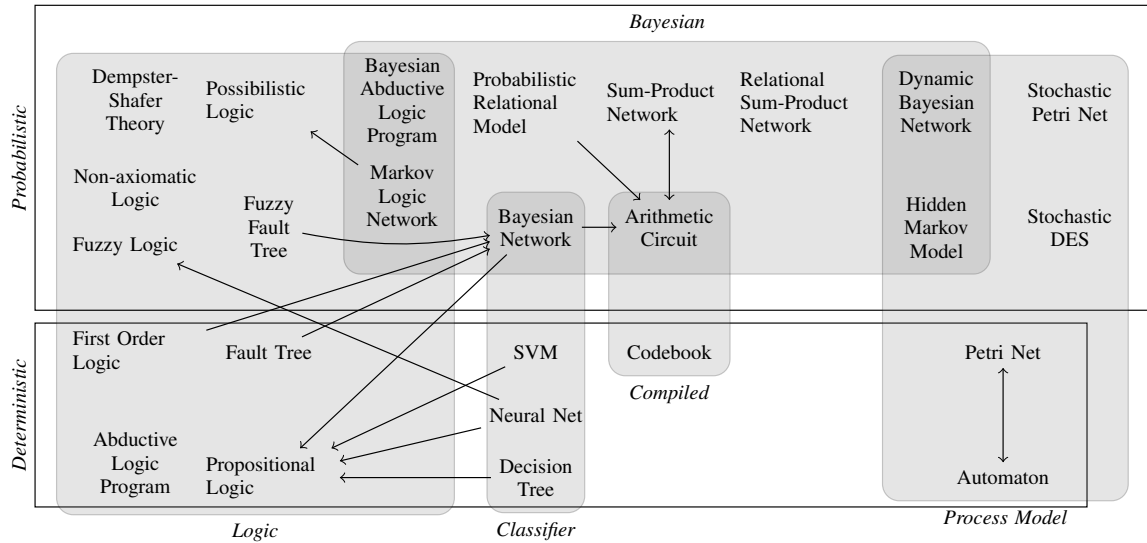 Bayesian
Probabilistic
Dempster-
Shafer
Theory
Possibilistic
Logic
Bayesian
Abductive
Logic
Program
Probabilistic
Relational
Model
Sum-Product
Network
Relational
Sum-Product
Network
Dynamic
Bayesian
Network
Stochastic
Petri Net
Non-axiomatic
Logic
Fuzzy
Fault
Tree
Markov
Logic
Network
Bayesian
Network
Arithmetic
Circuit
Hidden
Markov
Model
Stochastic
DES
Fuzzy Logic
Deterministic
First Order
Logic
Fault Tree
SVM
Codebook
Petri Net
Compiled
Neural Net
Abductive
Logic
Program
Propositional
Logic
Decision
Tree
Automaton
Logic
Classifier
Process Model